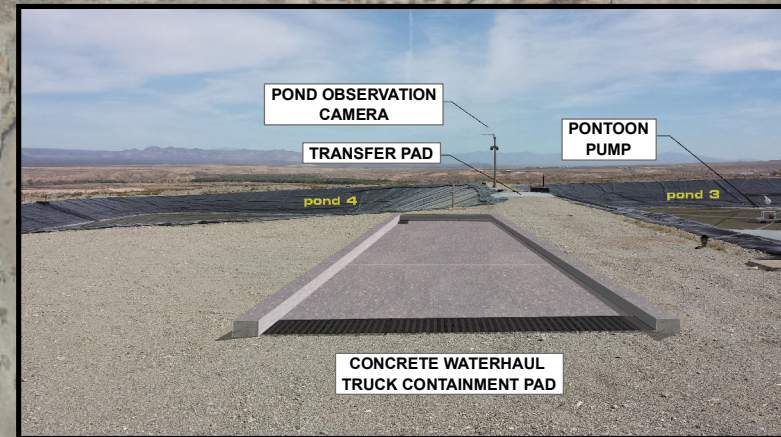 POND OBSERVATION
CAMERA
TRANSFER PAD
PONTOON
PUMP
pond 4
pond 3
CONCRETE WATERHAUL
TRUCK CONTAINMENT PAD